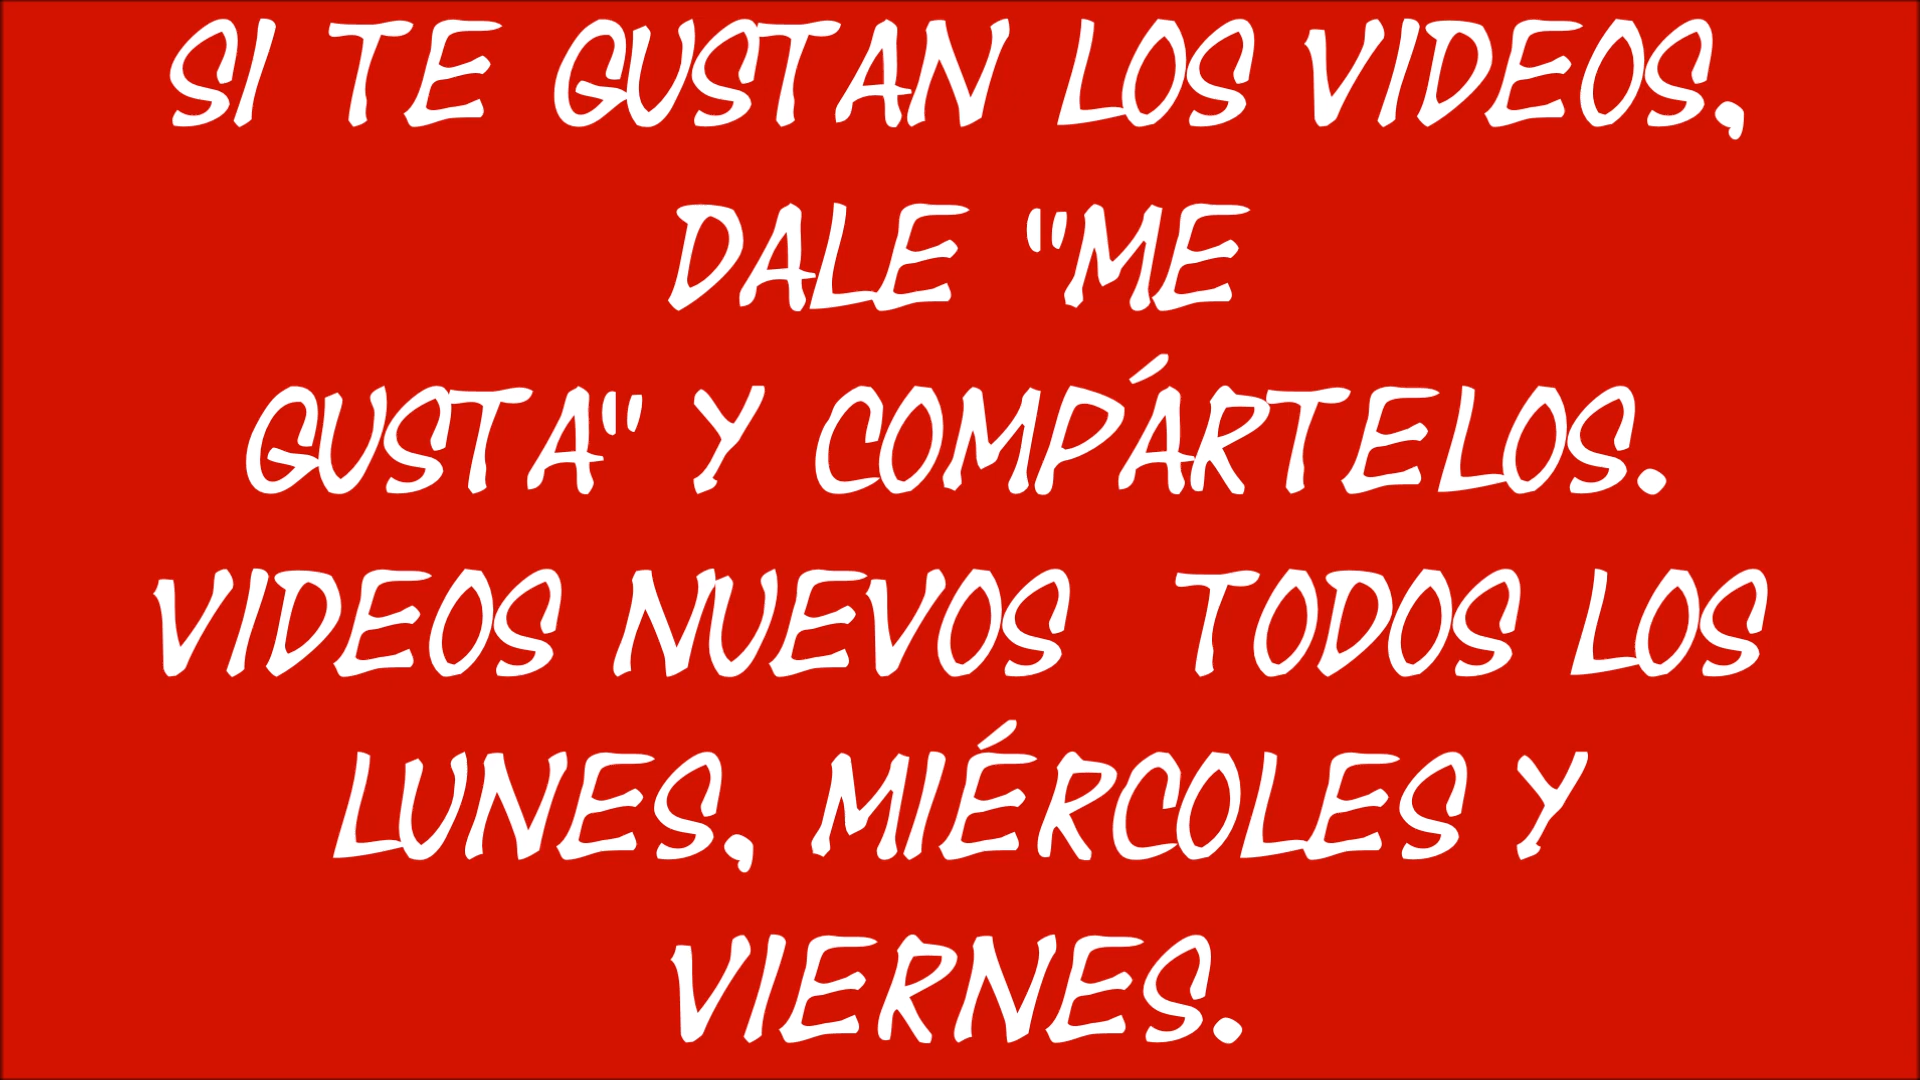 SI TE GUSTAN LOS VIDEOS,
DALE "ME
GUSTA" Y COMPÁRTELOS.
VIDEOS NUEVOS  TODOS LOS
LUNES, MIÉRCOLES Y
VIERNES.